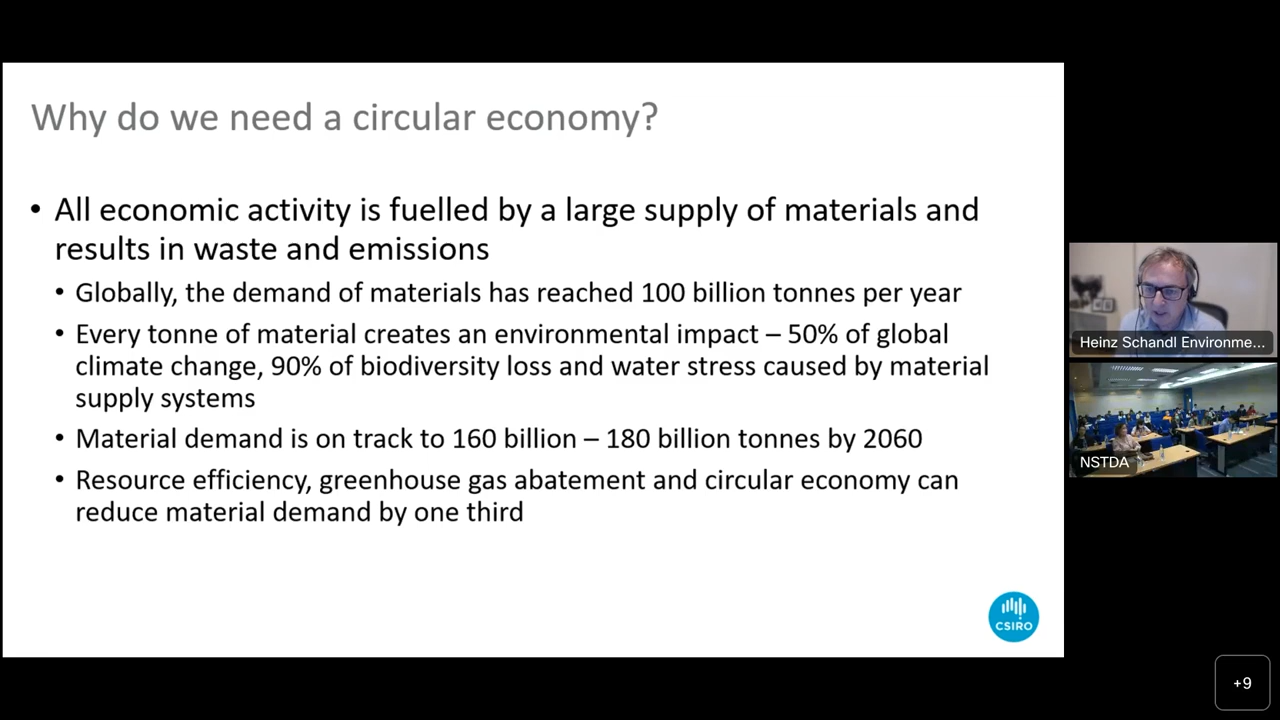 Why do we need a circular economy?
• All economic activity is fuelled by a large supply of materials and
results in waste and emissions
• Globally, the demand of materials has reached 100 billion tonnes per year
• Every tonne of material creates an environmental impact – 50% of global
climate change, 90% of biodiversity loss and water stress caused by material
supply systems
• Material demand is on track to 160 billion – 180 billion tonnes by 2060
• Resource efficiency, greenhouse gas abatement and circular economy can
reduce material demand by one third
CSIRO
Heinz Schandl Environme...
NSTDA
+9